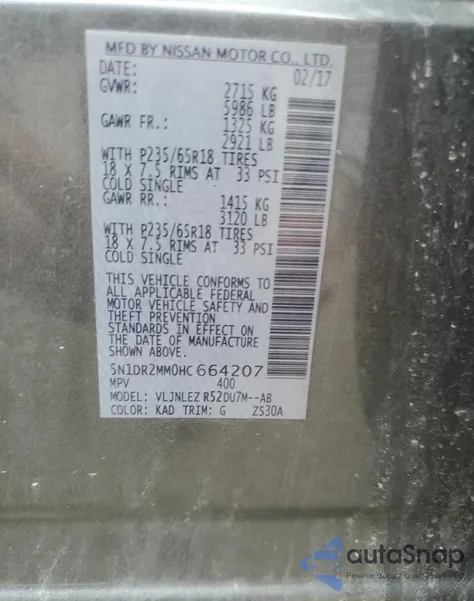 MFD BY NISSAN MOTOR CO., LTD.
DATE: 02/17
GVWR: 2715 KG
5986 LB
GAWR FR.: 1325 KG
2921 LB
WITH P235/65R18 TIRES
18 X 7.5 RIMS AT 33 PSI
COLD SINGLE
GAWR RR.: 1415 KG
3120 LB
WITH P235/65R18 TIRES
18 X 7.5 RIMS AT 33 PSI
COLD SINGLE
THIS VEHICLE CONFORMS TO
ALL APPLICABLE FEDERAL
MOTOR VEHICLE SAFETY AND
THEFT PREVENTION
STANDARDS IN EFFECT ON
THE DATE OF MANUFACTURE
SHOWN ABOVE.
5N1DR2MM0HC664207
MPV 400
MODEL: VLJNLEZ R52DU7M--AB
COLOR: KAD TRIM: G ZS30A
autaSnap
Pewne auta z